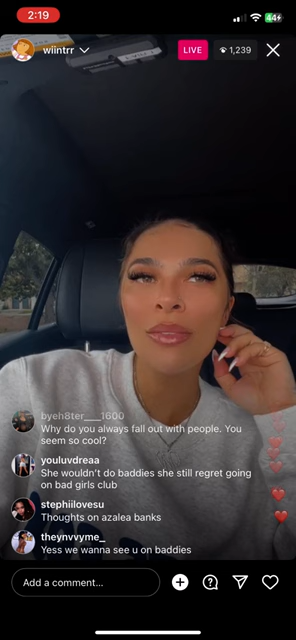 2:19
44
wiintrr
LIVE
1,239
byeh8ter___1600
Why do you always fall out with people. You
seem so cool?
youluvdreaa
She wouldn't do baddies she still regret going
on bad girls club
stephiilovesu
Thoughts on azalea banks
theynvvyme_
Yess we wanna see u on baddies
Add a comment...